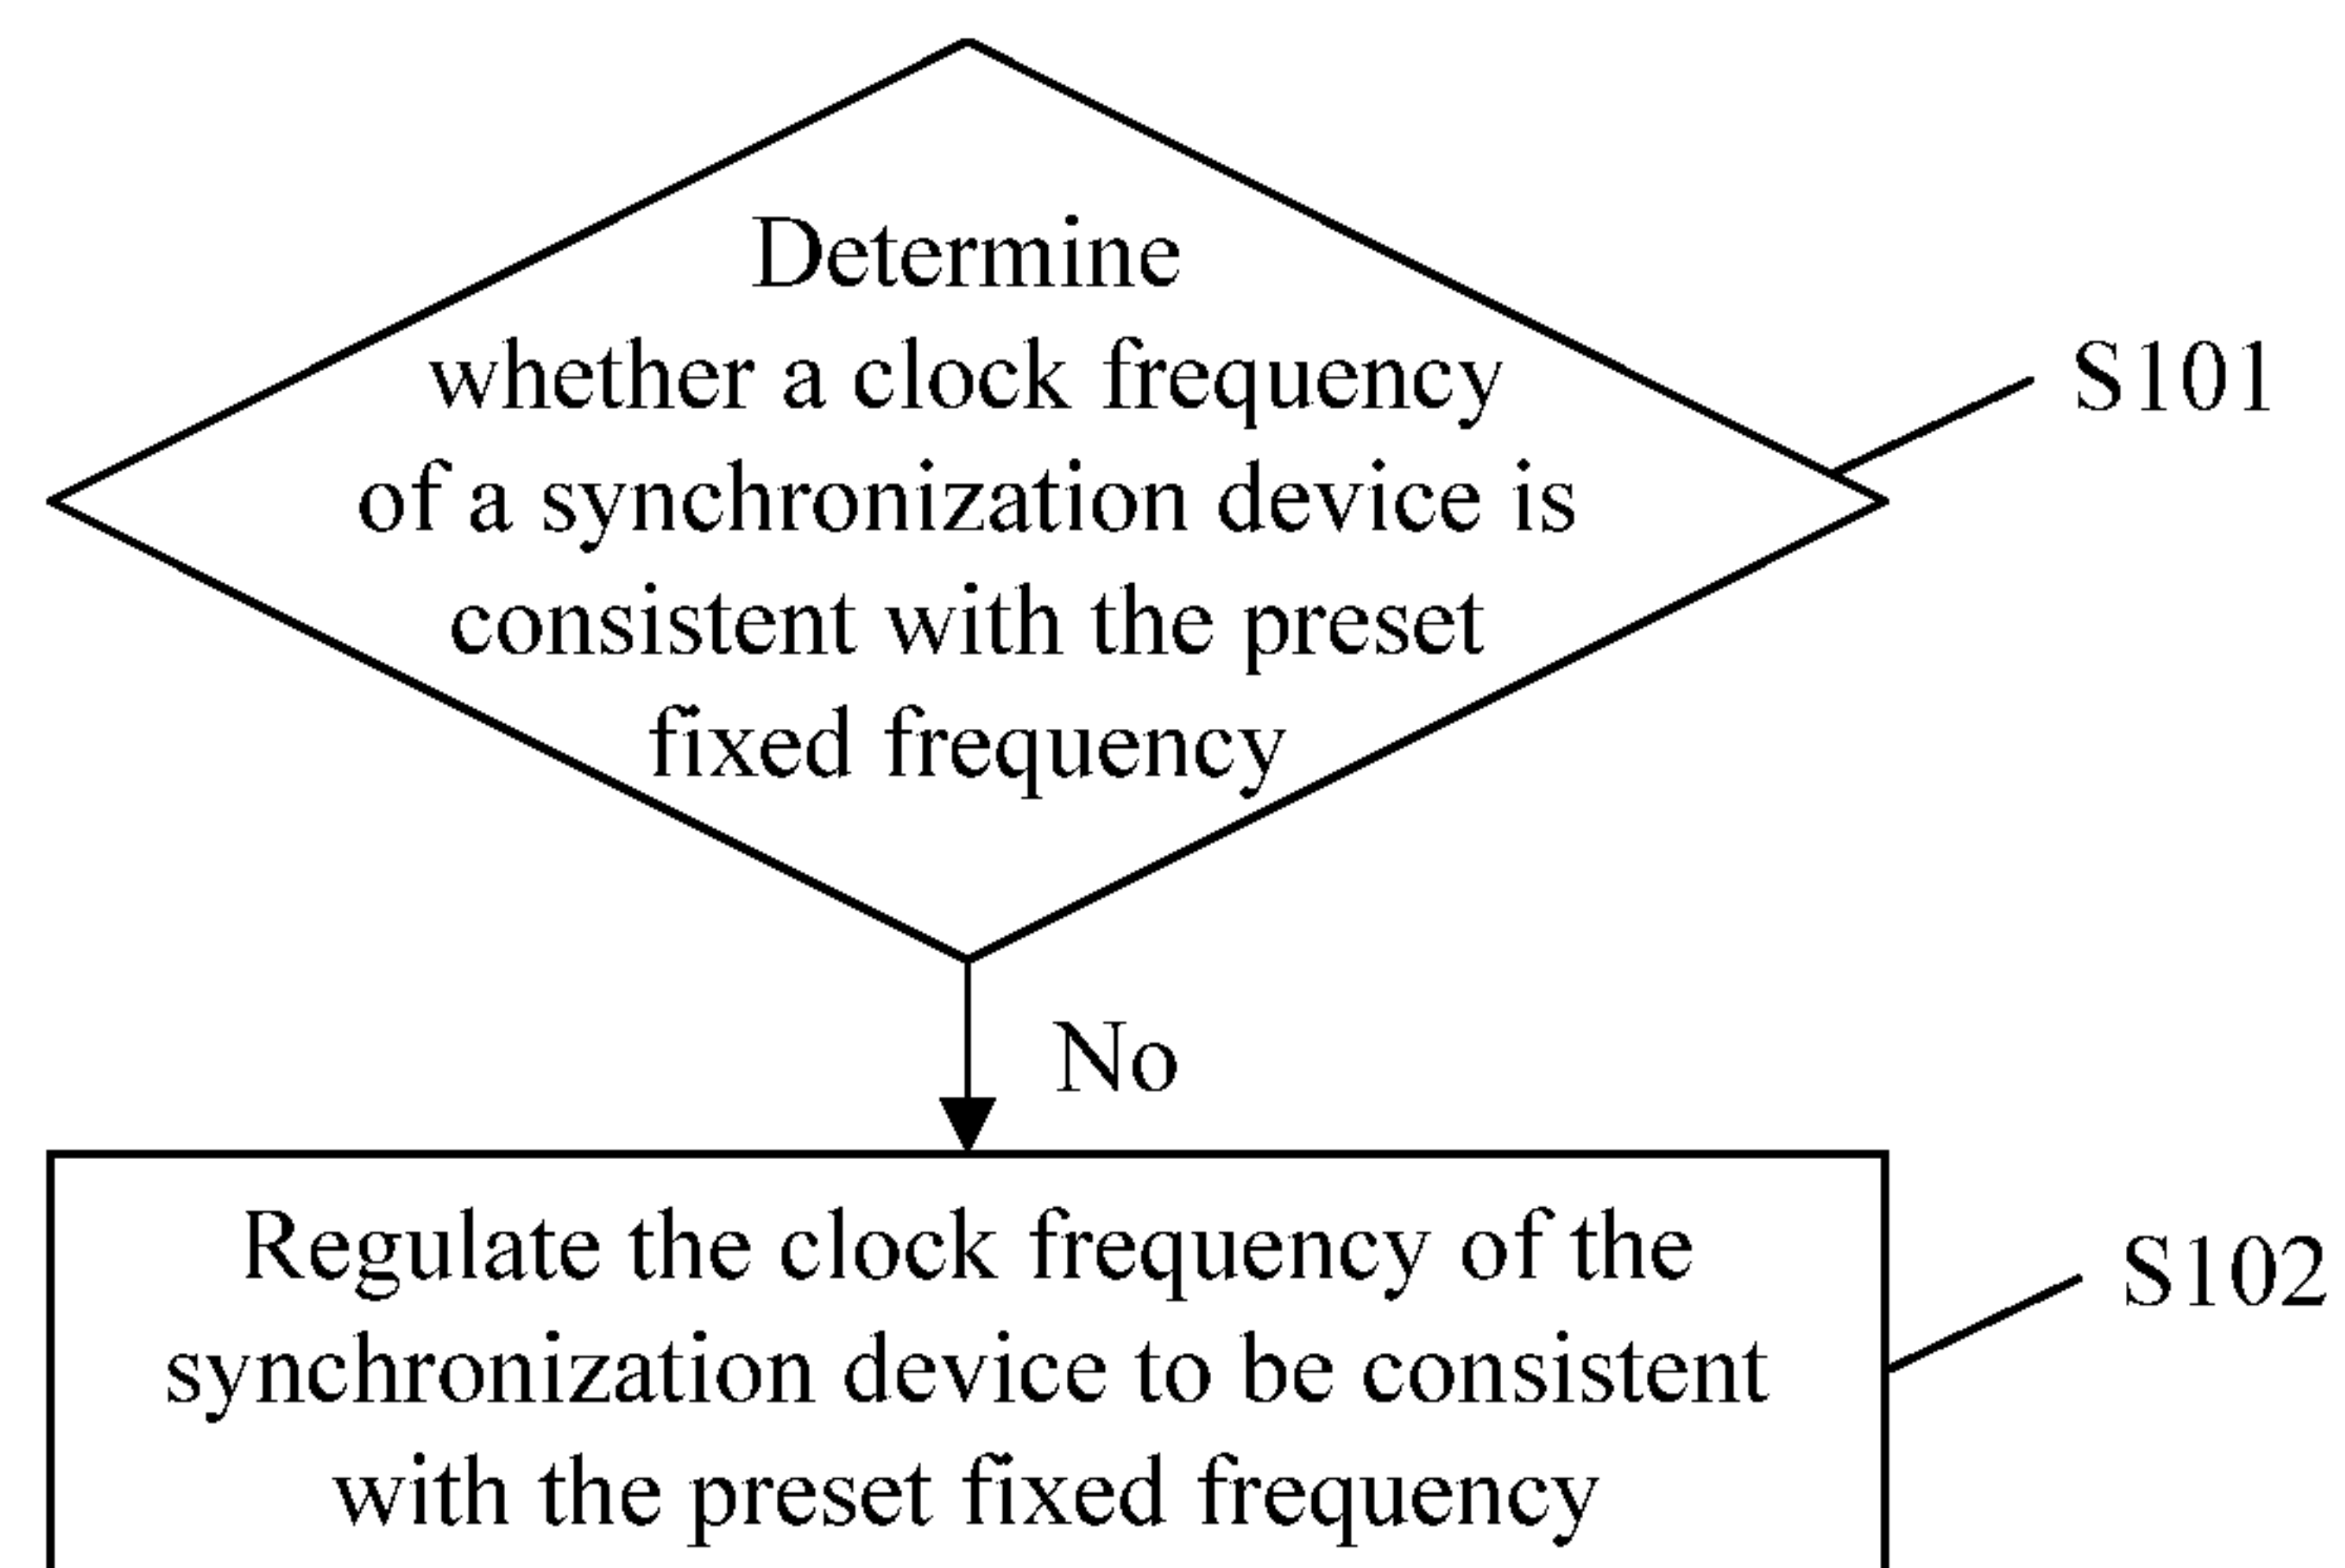 Determine
whether a clock frequency
of a synchronization device is
consistent with the preset
fixed frequency
S101
No
Regulate the clock frequency of the
synchronization device to be consistent
with the preset fixed frequency
S102